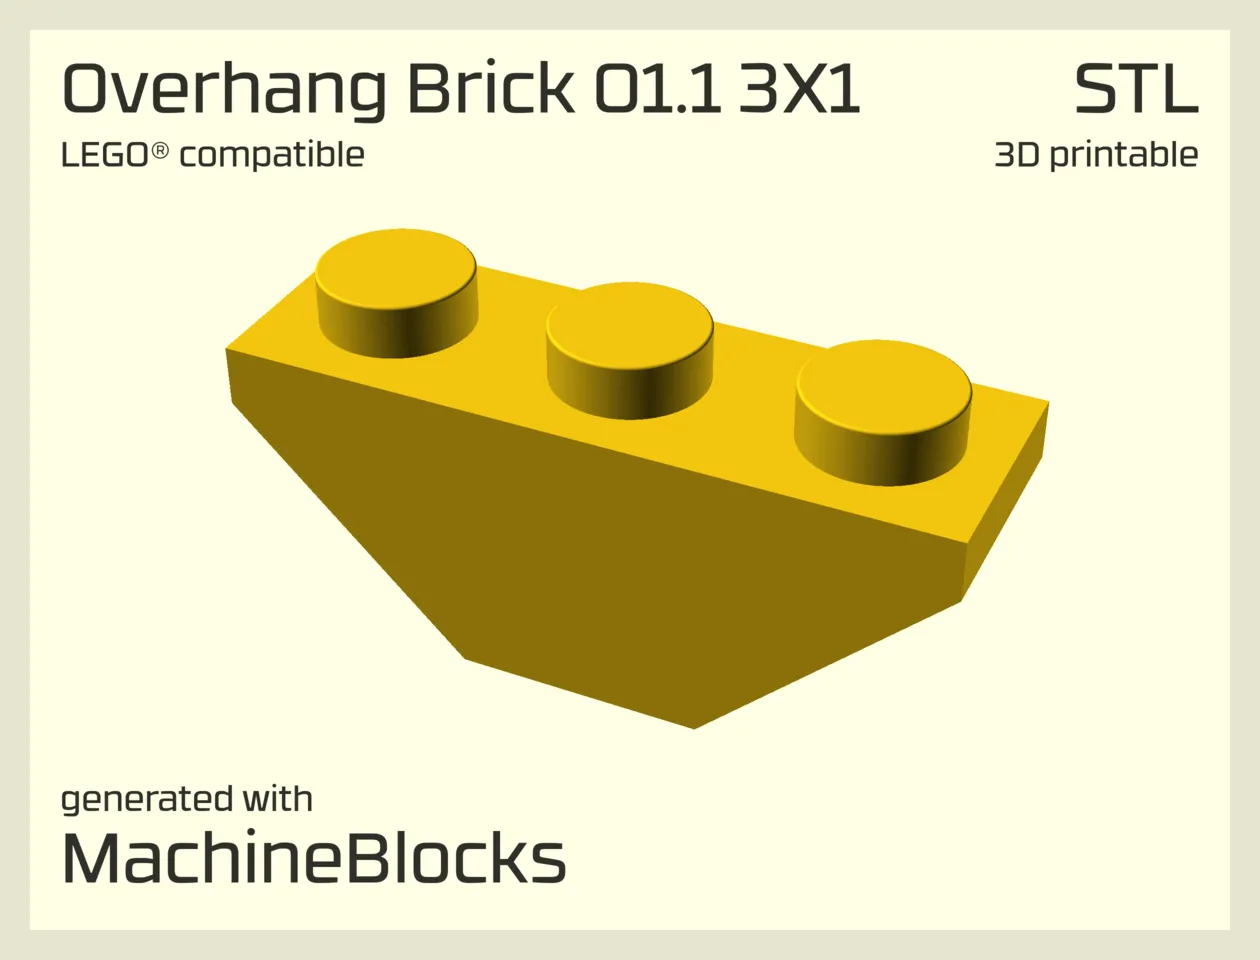 Overhang Brick 01.1 3X1
STL
LEGO® compatible
3D printable
generated with
MachineBlocks